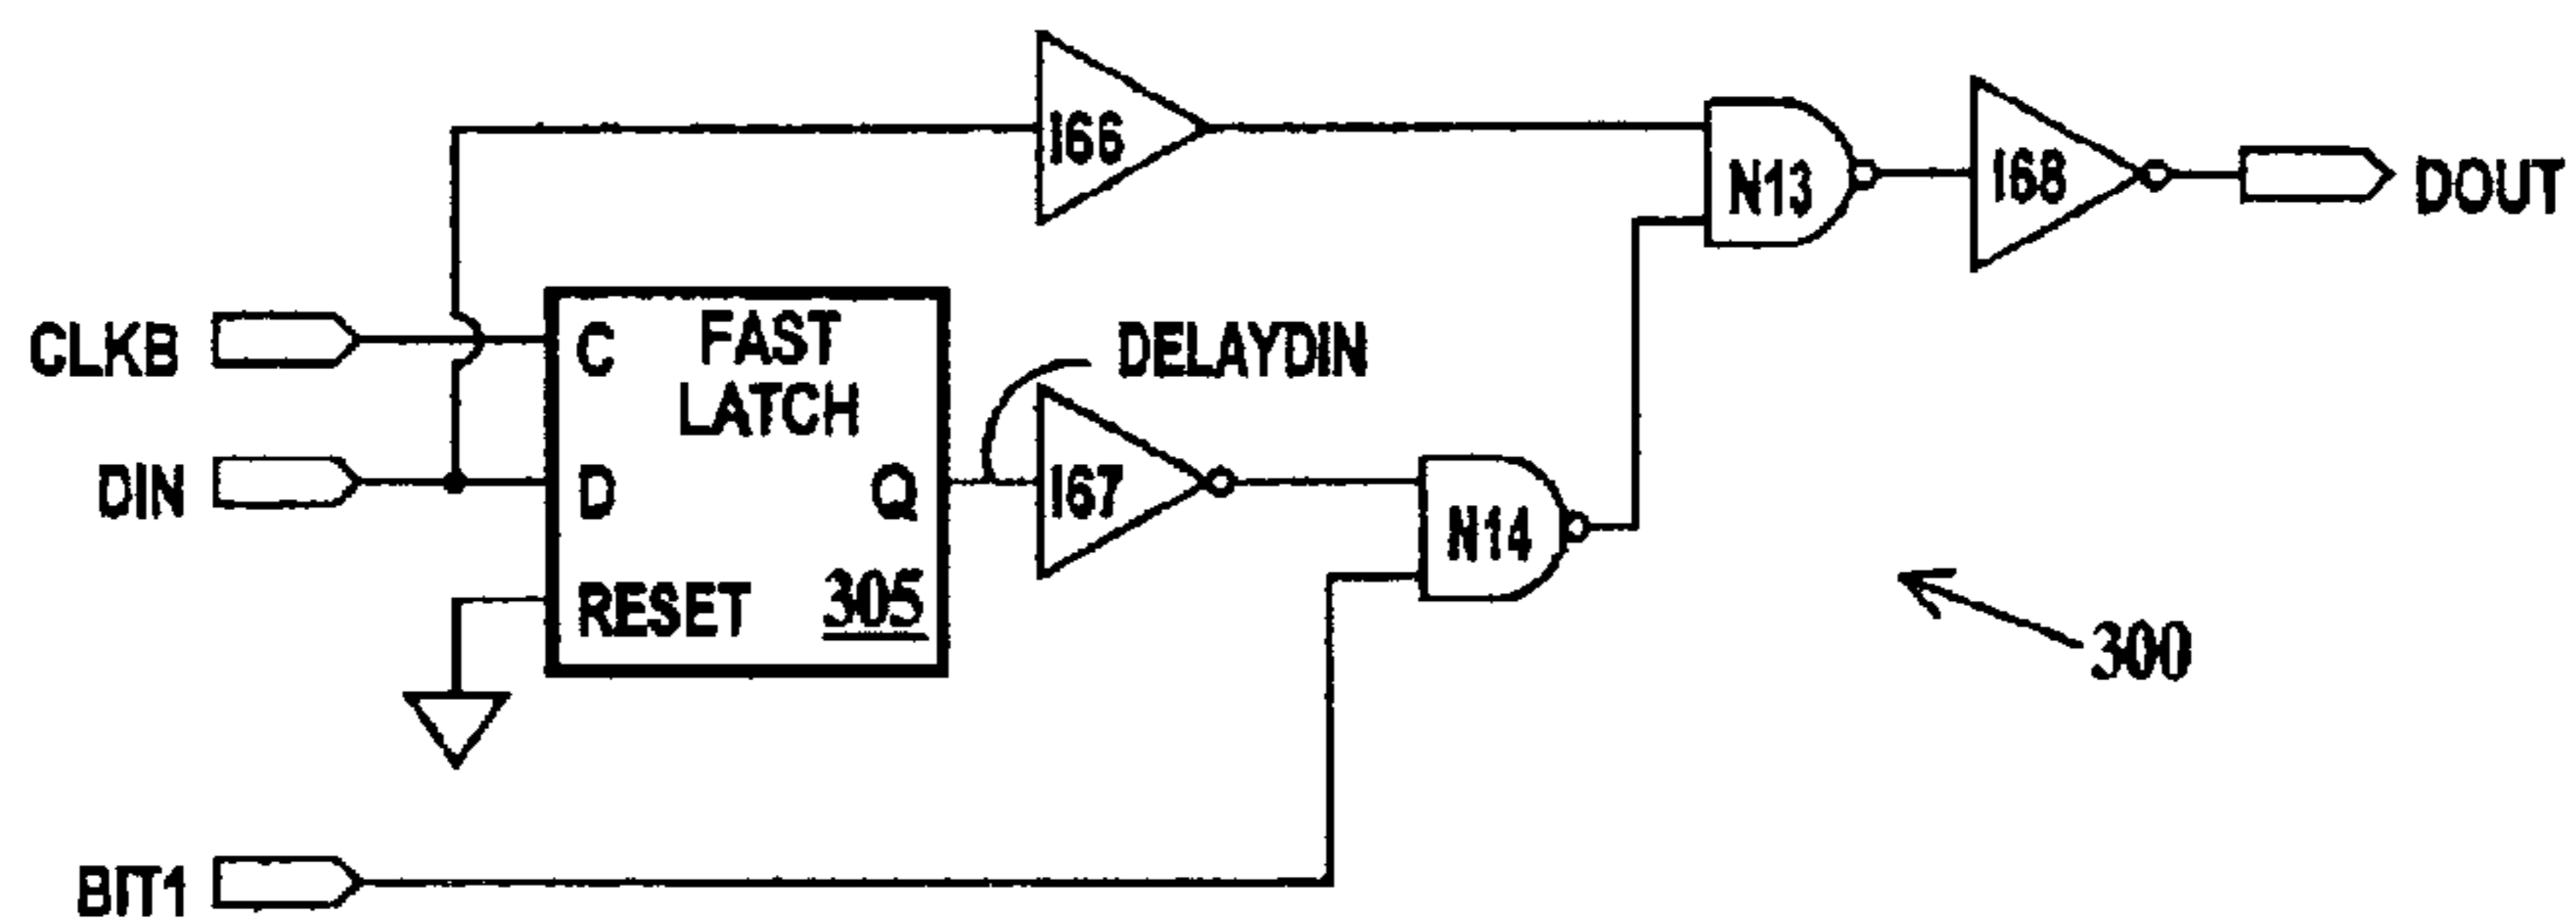 I66
N13
I68
DOUT
CLKB
C
FAST
LATCH
DELAYDIN
DIN
D
Q
I67
N14
RESET
305
300
BIT1